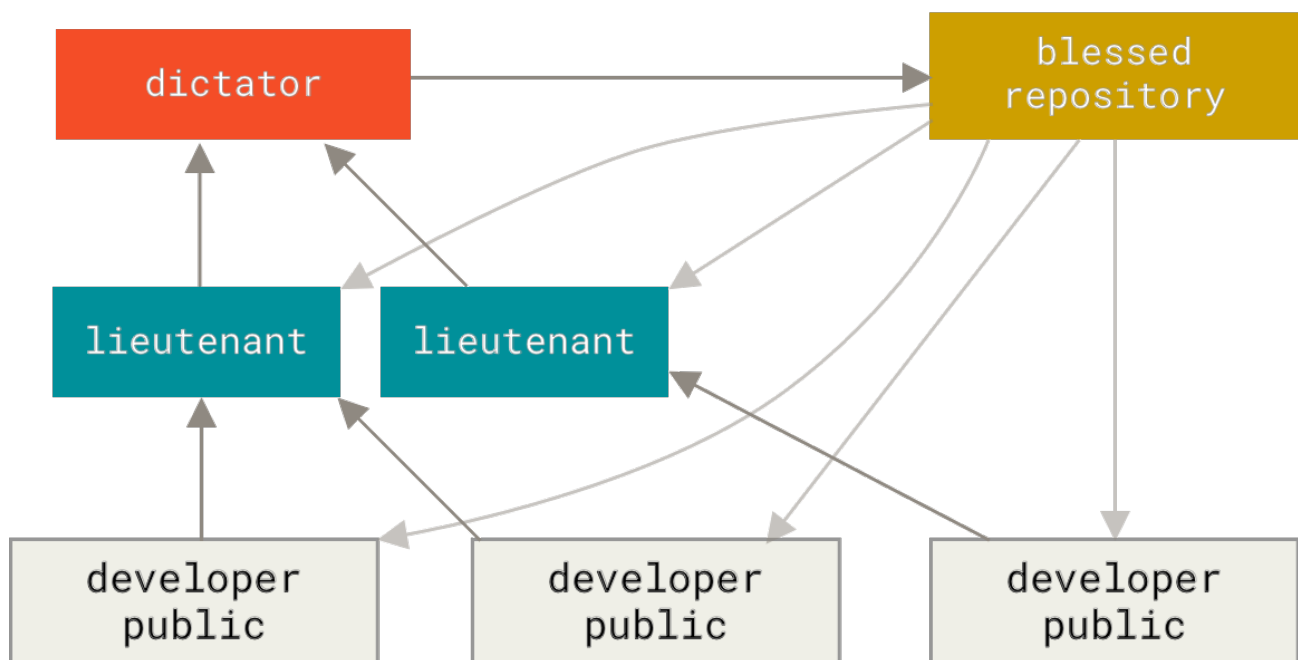 dictator
blessed
repository
lieutenant
lieutenant
developer
public
developer
public
developer
public